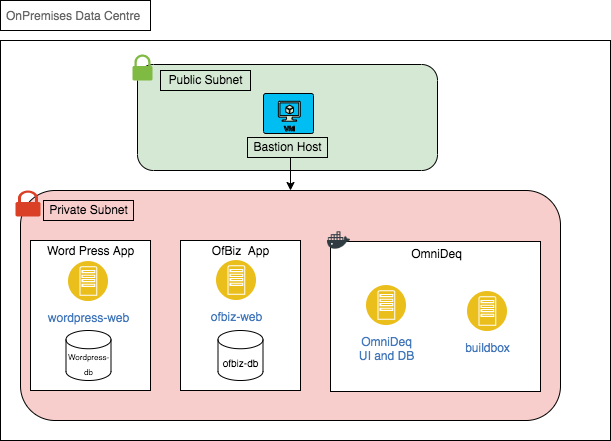 OnPremises Data Centre
Public Subnet
VM
Bastion Host
Private Subnet
Word Press App
wordpress-web
Wordpress-
db
OfBiz App
ofbiz-web
ofbiz-db
OmniDeq
OmniDeq
UI and DB
buildbox